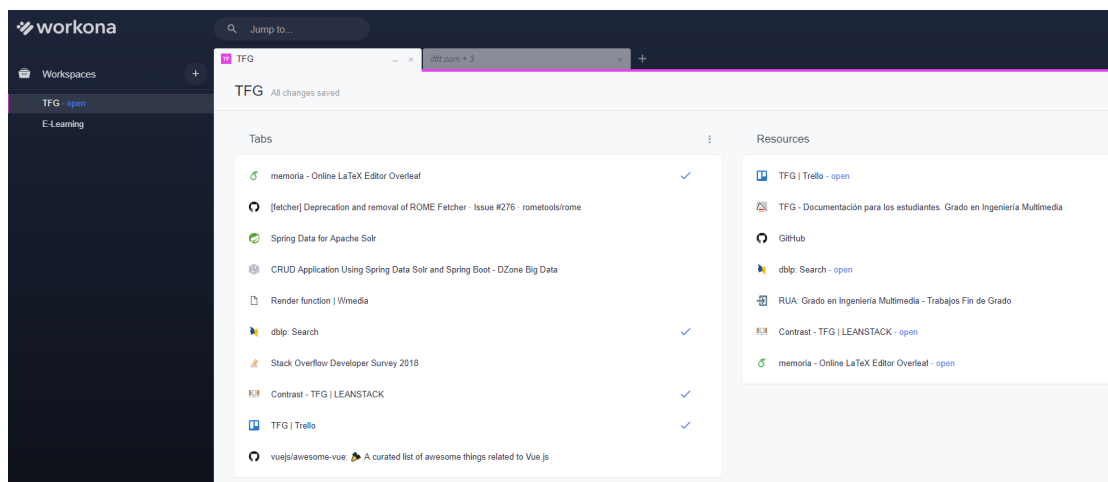 workona
Jump to...
TF TFG
ifttt.com + 3
Workspaces
TFG - open
E-Learning
TFG All changes saved
Tabs
memoria - Online LaTeX Editor Overleaf
[fetcher] Deprecation and removal of ROME Fetcher · Issue #276 · rometools/rome
Spring Data for Apache Solr
CRUD Application Using Spring Data Solr and Spring Boot - DZone Big Data
Render function | Wmedia
dblp: Search
Stack Overflow Developer Survey 2018
Contrast - TFG | LEANSTACK
TFG | Trello
vuejs/awesome-vue: 🎉 A curated list of awesome things related to Vue.js
Resources
TFG | Trello - open
TFG - Documentación para los estudiantes. Grado en Ingeniería Multimedia
GitHub
dblp: Search - open
RUA: Grado en Ingeniería Multimedia - Trabajos Fin de Grado
Contrast - TFG | LEANSTACK - open
memoria - Online LaTeX Editor Overleaf - open